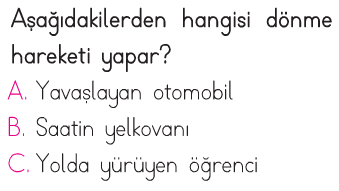 Aşağıdakilerden hangisi dönme
hareketi yapar?
A. Yavaşlayan otomobil
B. Saatin yelkovanı
C. Yolda yürüyen öğrenci